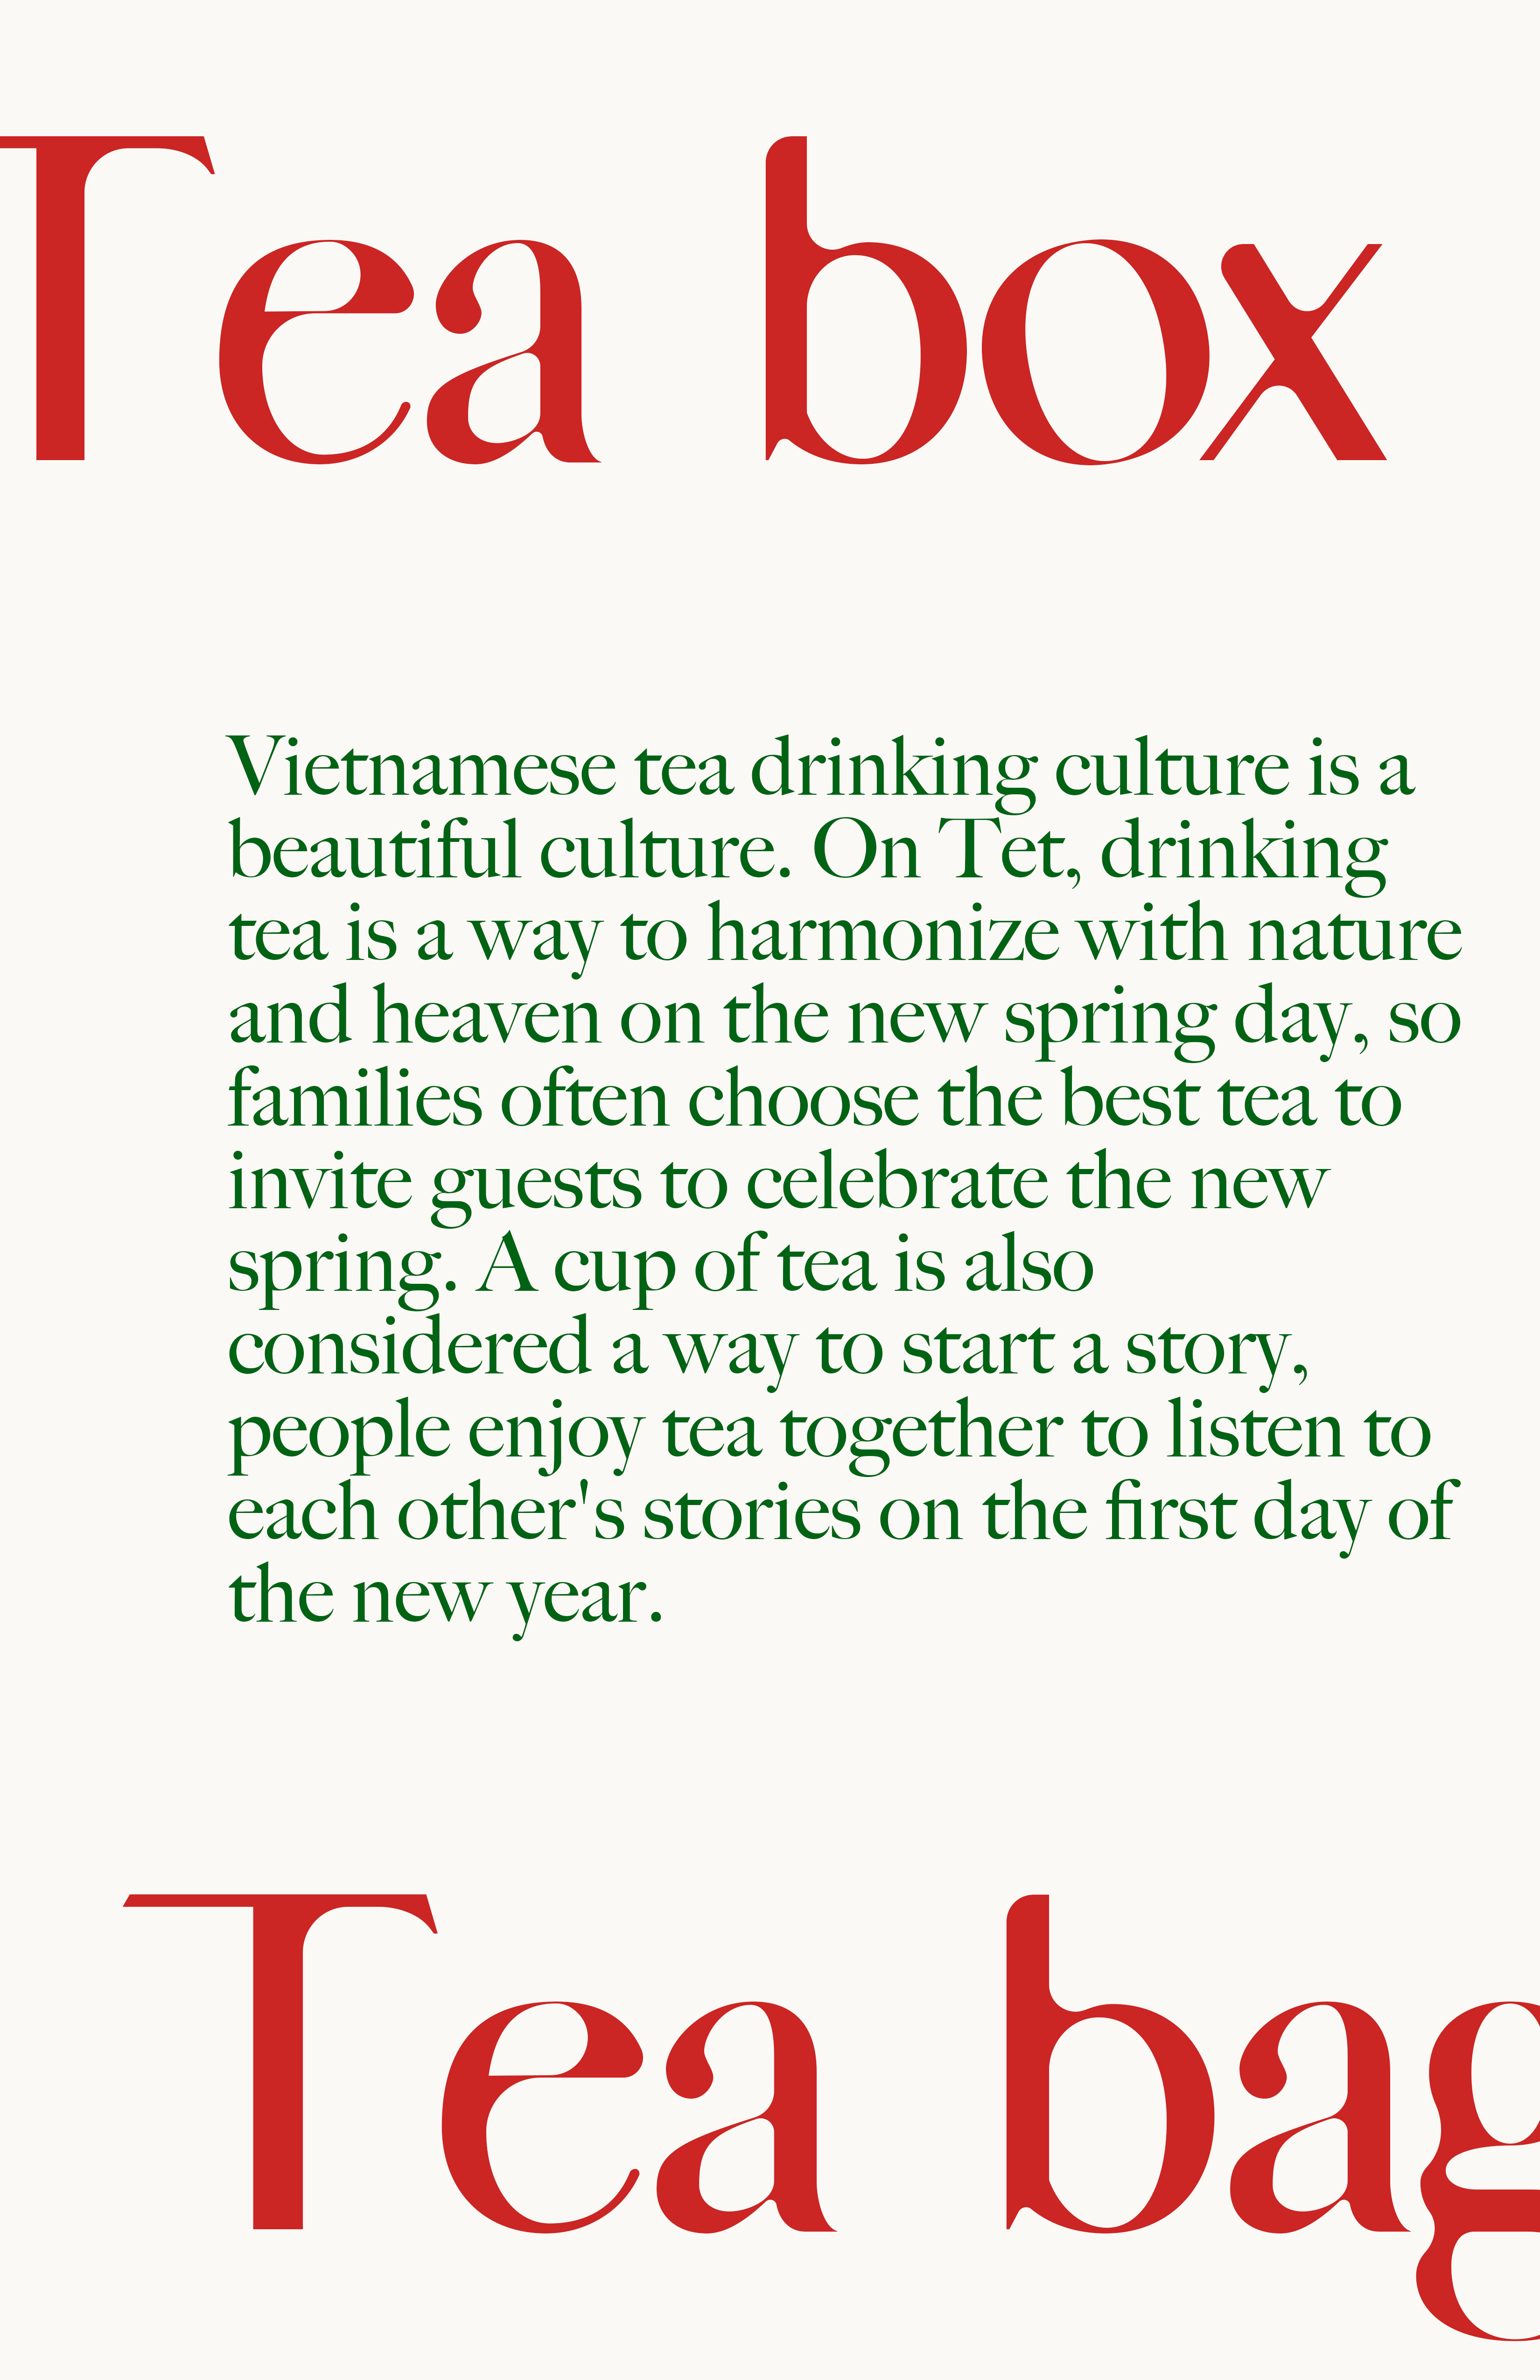 Tea box
Vietnamese tea drinking culture is a
beautiful culture. On Tet, drinking
tea is a way to harmonize with nature
and heaven on the new spring day, so
families often choose the best tea to
invite guests to celebrate the new
spring. A cup of tea is also
considered a way to start a story,
people enjoy tea together to listen to
each other's stories on the first day of
the new year.
Tea bag